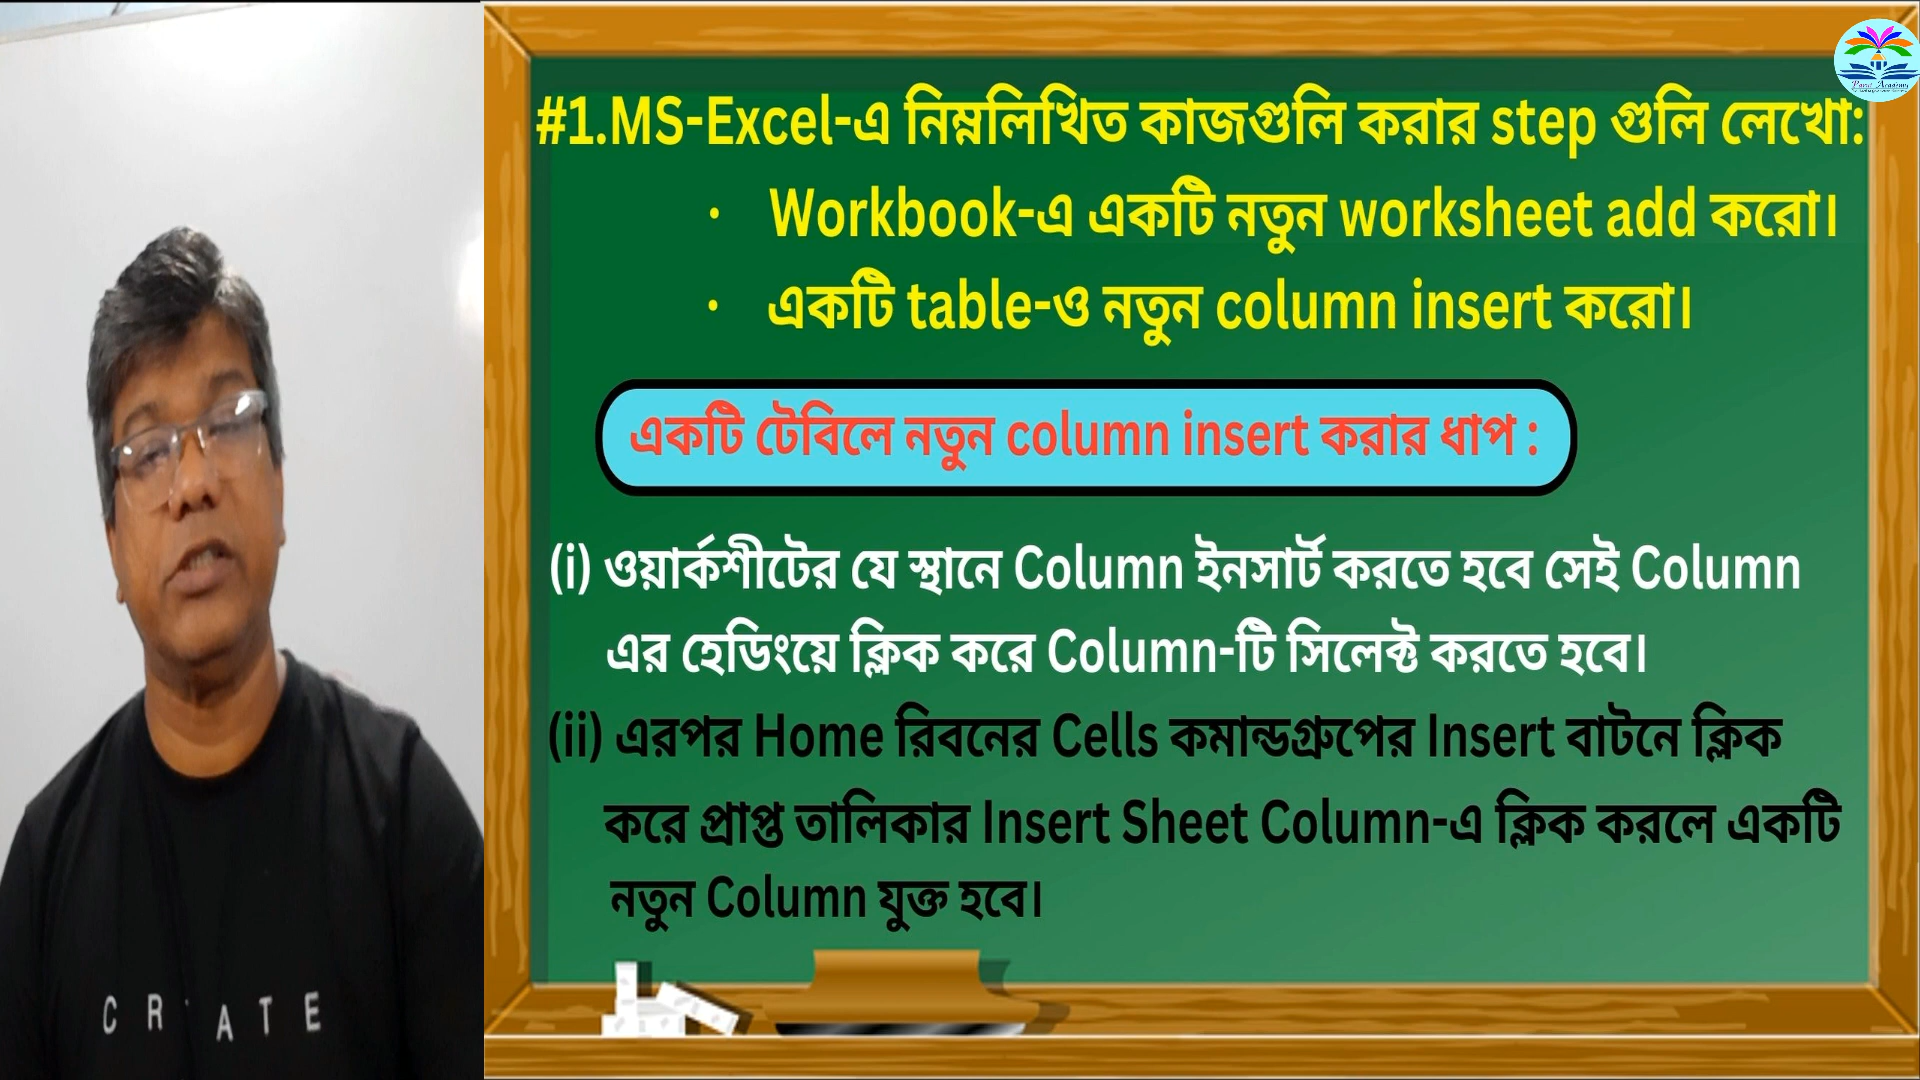 #1.MS-Excel-এ নিম্নলিখিত কাজগুলি করার step গুলি লেখো:
· Workbook-এ একটি নতুন worksheet add করো।
· একটি table-ও নতুন column insert করো।
একটি টেবিলে নতুন column insert করার ধাপ :
(i) ওয়ার্কশীটের যে স্থানে Column ইনসার্ট করতে হবে সেই Column
এর হেডিংয়ে ক্লিক করে Column-টি সিলেক্ট করতে হবে।
(ii) এরপর Home রিবনের Cells কমান্ডগ্রুপের Insert বাটনে ক্লিক
করে প্রাপ্ত তালিকার Insert Sheet Column-এ ক্লিক করলে একটি
নতুন Column যুক্ত হবে।